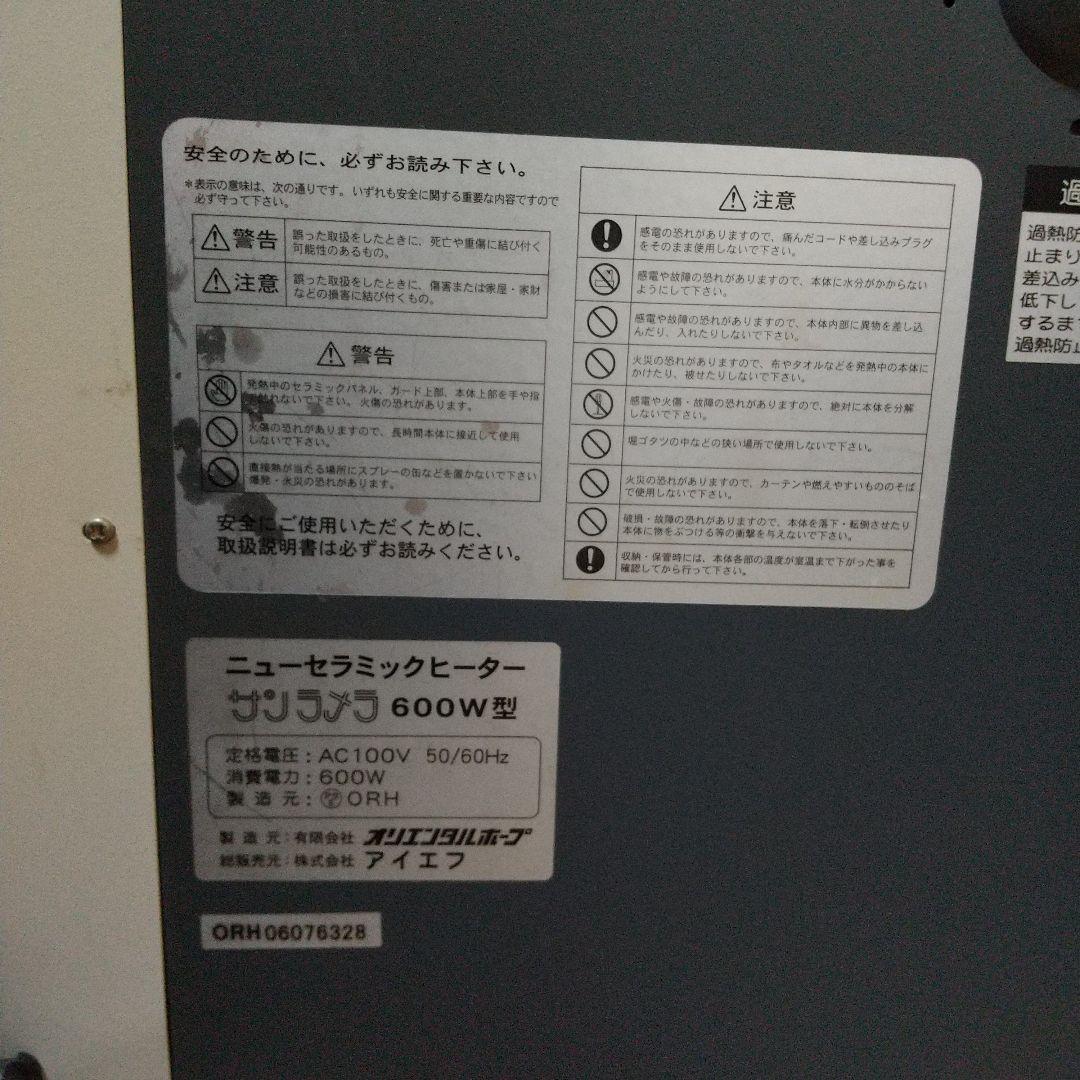 安全のために、必ずお読み下さい。
＊表示の意味は、次の通りです。いずれも安全に関する重要な内容ですので
必ず守って下さい。
警告
誤った取扱をしたときに、死亡や重傷に結び付く
可能性のあるもの。
注意
誤った取扱をしたときに、傷害または家屋・家財
などの損害に結び付くもの。
警告
発熱中のセラミックパネル、ガード上部、本体上部を手や指
触れないで下さい。火傷の恐れがあります。
火傷の恐れがありますので、長時間本体に接近して使用
しないで下さい。
直接熱が当たる場所にスプレーの缶などを置かないで下さい
爆発・火災の恐れがあります。
安全にご使用いただくために、
取扱説明書は必ずお読みください。
注意
感電の恐れがありますので、痛んだコードや差し込みプラグ
をそのまま使用しないで下さい。
感電や故障の恐れがありますので、本体に水分がかからない
ようにして下さい。
感電や故障の恐れがありますので、本体内部に異物を差し込
んだり、入れたりしないで下さい。
火災の恐れがありますので、布やタオルなどを発熱中の本体に
かけたり、被せたりしないで下さい。
感電や火傷・故障の恐れがありますので、絶対に本体を分解
しないで下さい。
堀ゴタツの中などの狭い場所で使用しないで下さい。
火災の恐れがありますので、カーテンや燃えやすいもののそば
で使用しないで下さい。
破損・故障の恐れがありますので、本体を落下・転倒させたり
本体に物をぶつける等の衝撃を与えないで下さい。
収納・保管時には、本体各部の温度が室温まで下がった事を
確認してから行って下さい。
過
過熱防
止まり
差込み
低下し
するま
過熱防止
ニューセラミックヒーター
サンラメラ 600W型
定格電圧：AC100V 50/60Hz
消費電力：600W
製造元：ORH
製造元：有限会社 オリエンタルホープ
総販売元：株式会社 アイエフ
ORH06076328